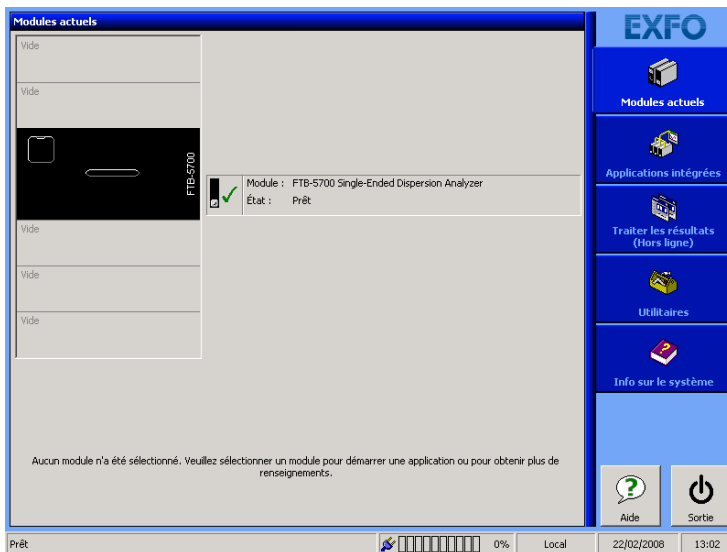 Modules actuels
EXFO
Vide
Vide
FTB-5700
Module : FTB-5700 Single-Ended Dispersion Analyzer
État : Prêt
Vide
Vide
Vide
Modules actuels
Applications intégrées
Traiter les résultats
(Hors ligne)
Utilitaires
Info sur le système
Aucun module n'a été sélectionné. Veuillez sélectionner un module pour démarrer une application ou pour obtenir plus de
renseignements.
Aide
Sortie
Prêt
0%
Local
22/02/2008
13:02